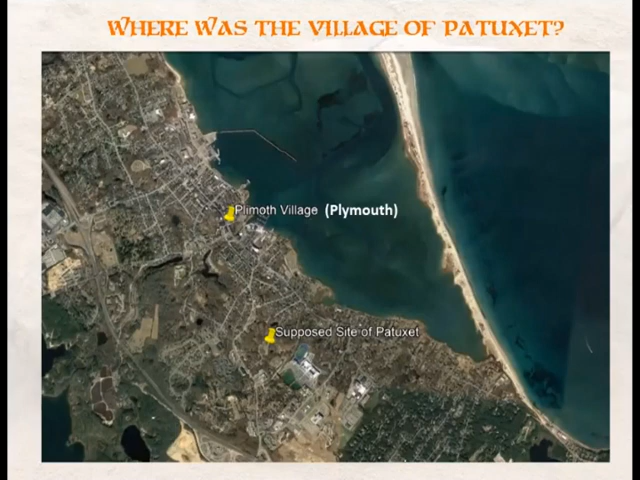 WHERE WAS THE VILLAGE OF PATUXET?
Plimoth Village (Plymouth)
Supposed Site of Patuxet